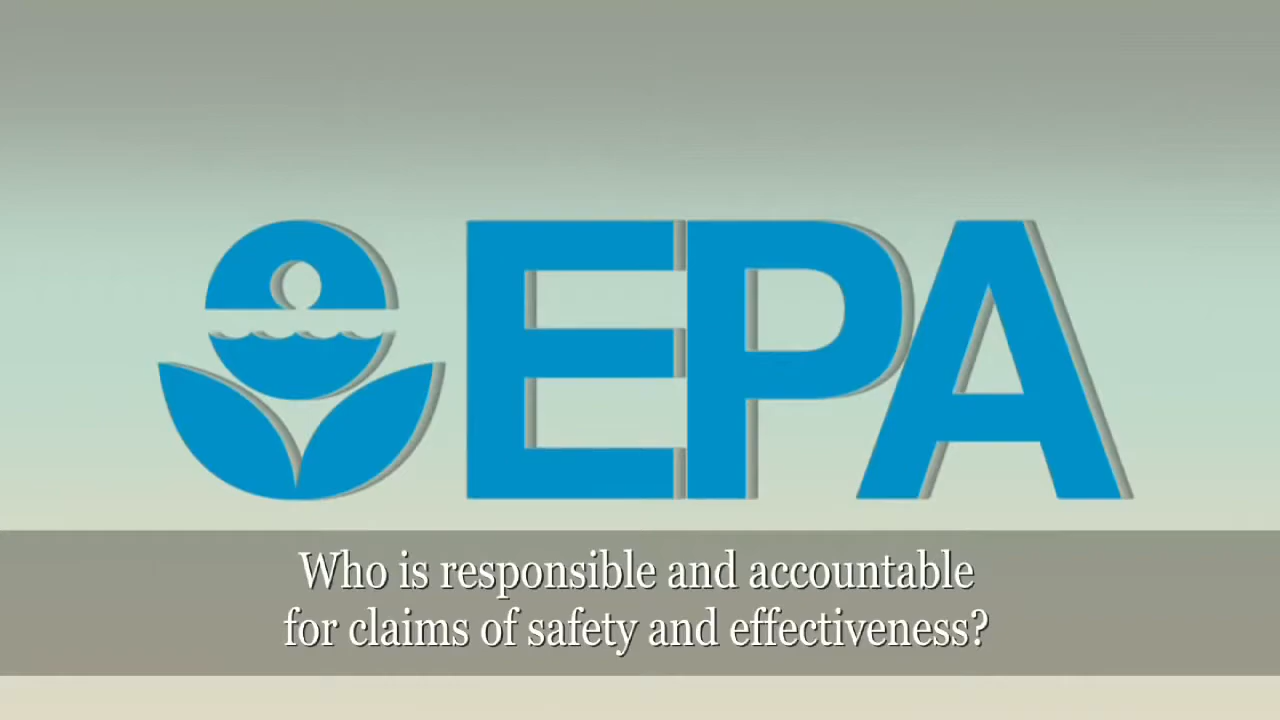 EPA
Who is responsible and accountable
for claims of safety and effectiveness?